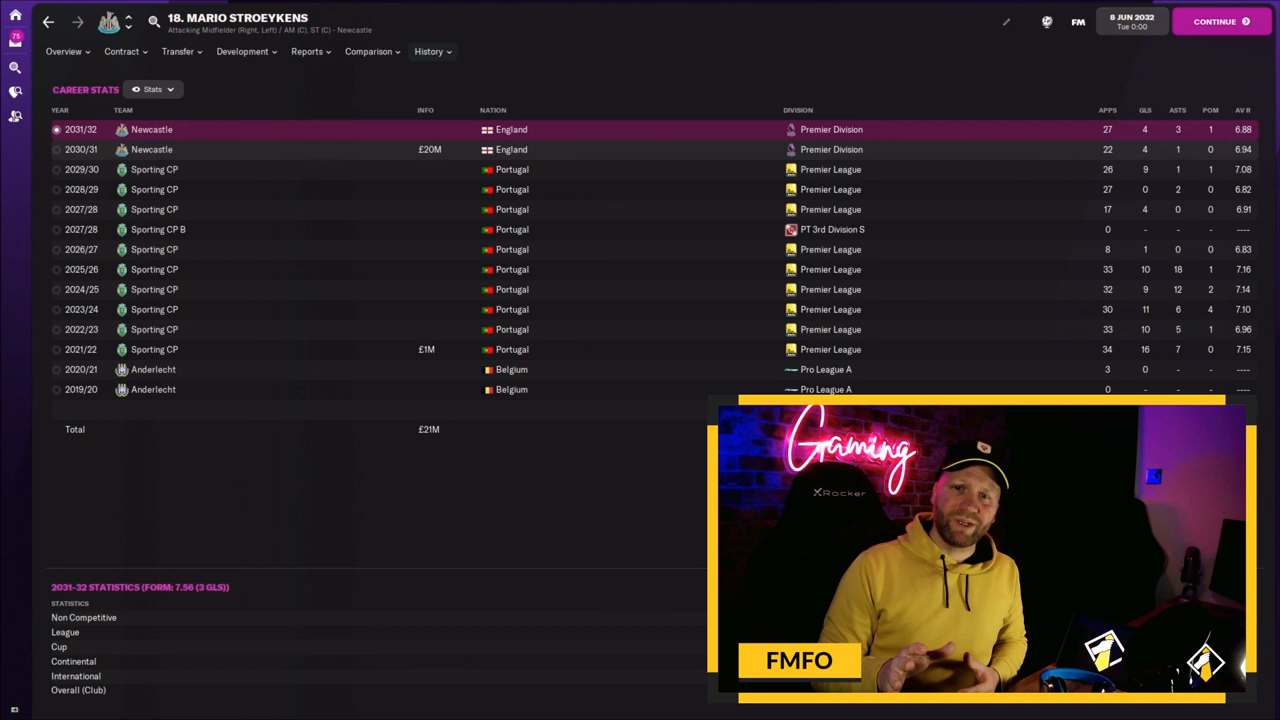 18. MARIO STROEYKENS
Attacking Midfielder (Right, Left) / AM (C), ST (C) - Newcastle
FM
8 JUN 2032
Tue 0:00
CONTINUE
75
Overview Contract Transfer Development Reports Comparison History
CAREER STATS Stats
YEAR TEAM INFO NATION DIVISION APPS GLS ASTS POM AV R
2031/32 Newcastle England Premier Division 27 4 3 1 6.88
2030/31 Newcastle £20M England Premier Division 22 4 1 0 6.94
2029/30 Sporting CP Portugal Premier League 26 9 1 1 7.08
2028/29 Sporting CP Portugal Premier League 27 0 2 0 6.82
2027/28 Sporting CP Portugal Premier League 17 4 0 0 6.91
2027/28 Sporting CP B Portugal PT 3rd Division S 0 - - - ----
2026/27 Sporting CP Portugal Premier League 8 1 0 0 6.83
2025/26 Sporting CP Portugal Premier League 33 10 18 1 7.16
2024/25 Sporting CP Portugal Premier League 32 9 12 2 7.14
2023/24 Sporting CP Portugal Premier League 30 11 6 4 7.10
2022/23 Sporting CP Portugal Premier League 33 10 5 1 6.96
2021/22 Sporting CP £1M Portugal Premier League 34 16 7 0 7.15
2020/21 Anderlecht Belgium Pro League A 3 0 - - ----
2019/20 Anderlecht Belgium Pro League A 0 - - - ----
Total £21M
Gaming
XROCKER
2031-32 STATISTICS (FORM: 7.56 (3 GLS))
STATISTICS
Non Competitive
League
Cup
Continental
International
Overall (Club)
FMFO